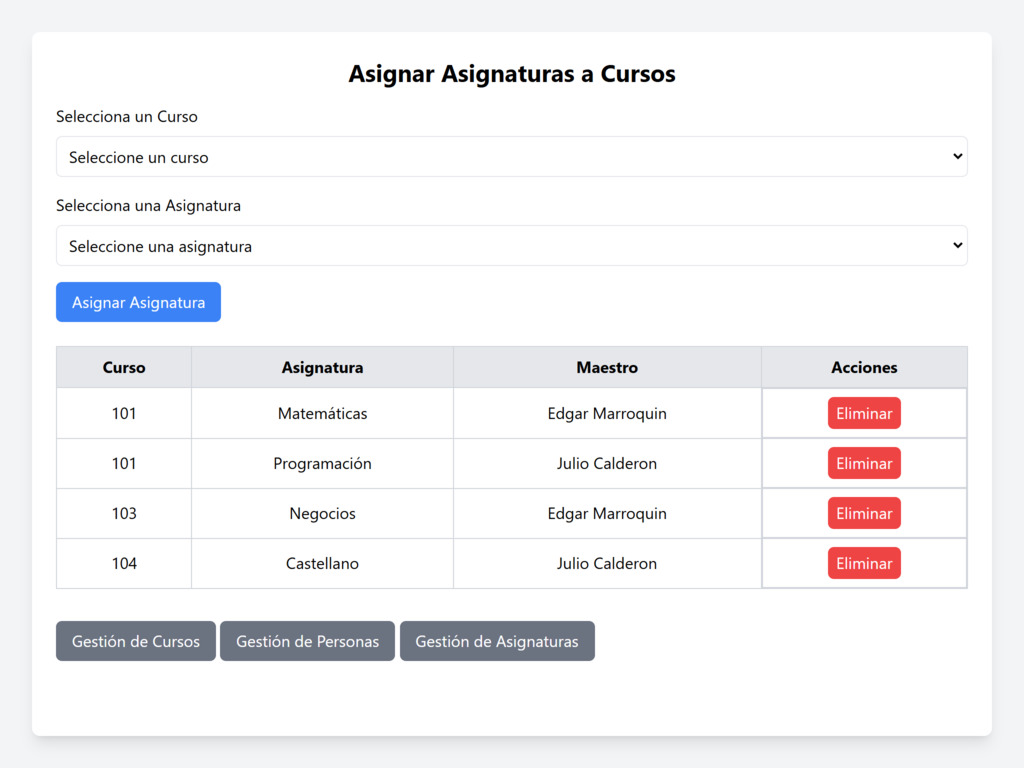 Asignar Asignaturas a Cursos
Selecciona un Curso
Seleccione un curso
Selecciona una Asignatura
Seleccione una asignatura
Asignar Asignatura
Curso Asignatura Maestro Acciones
101 Matemáticas Edgar Marroquin Eliminar
101 Programación Julio Calderon Eliminar
103 Negocios Edgar Marroquin Eliminar
104 Castellano Julio Calderon Eliminar
Gestión de Cursos Gestión de Personas Gestión de Asignaturas